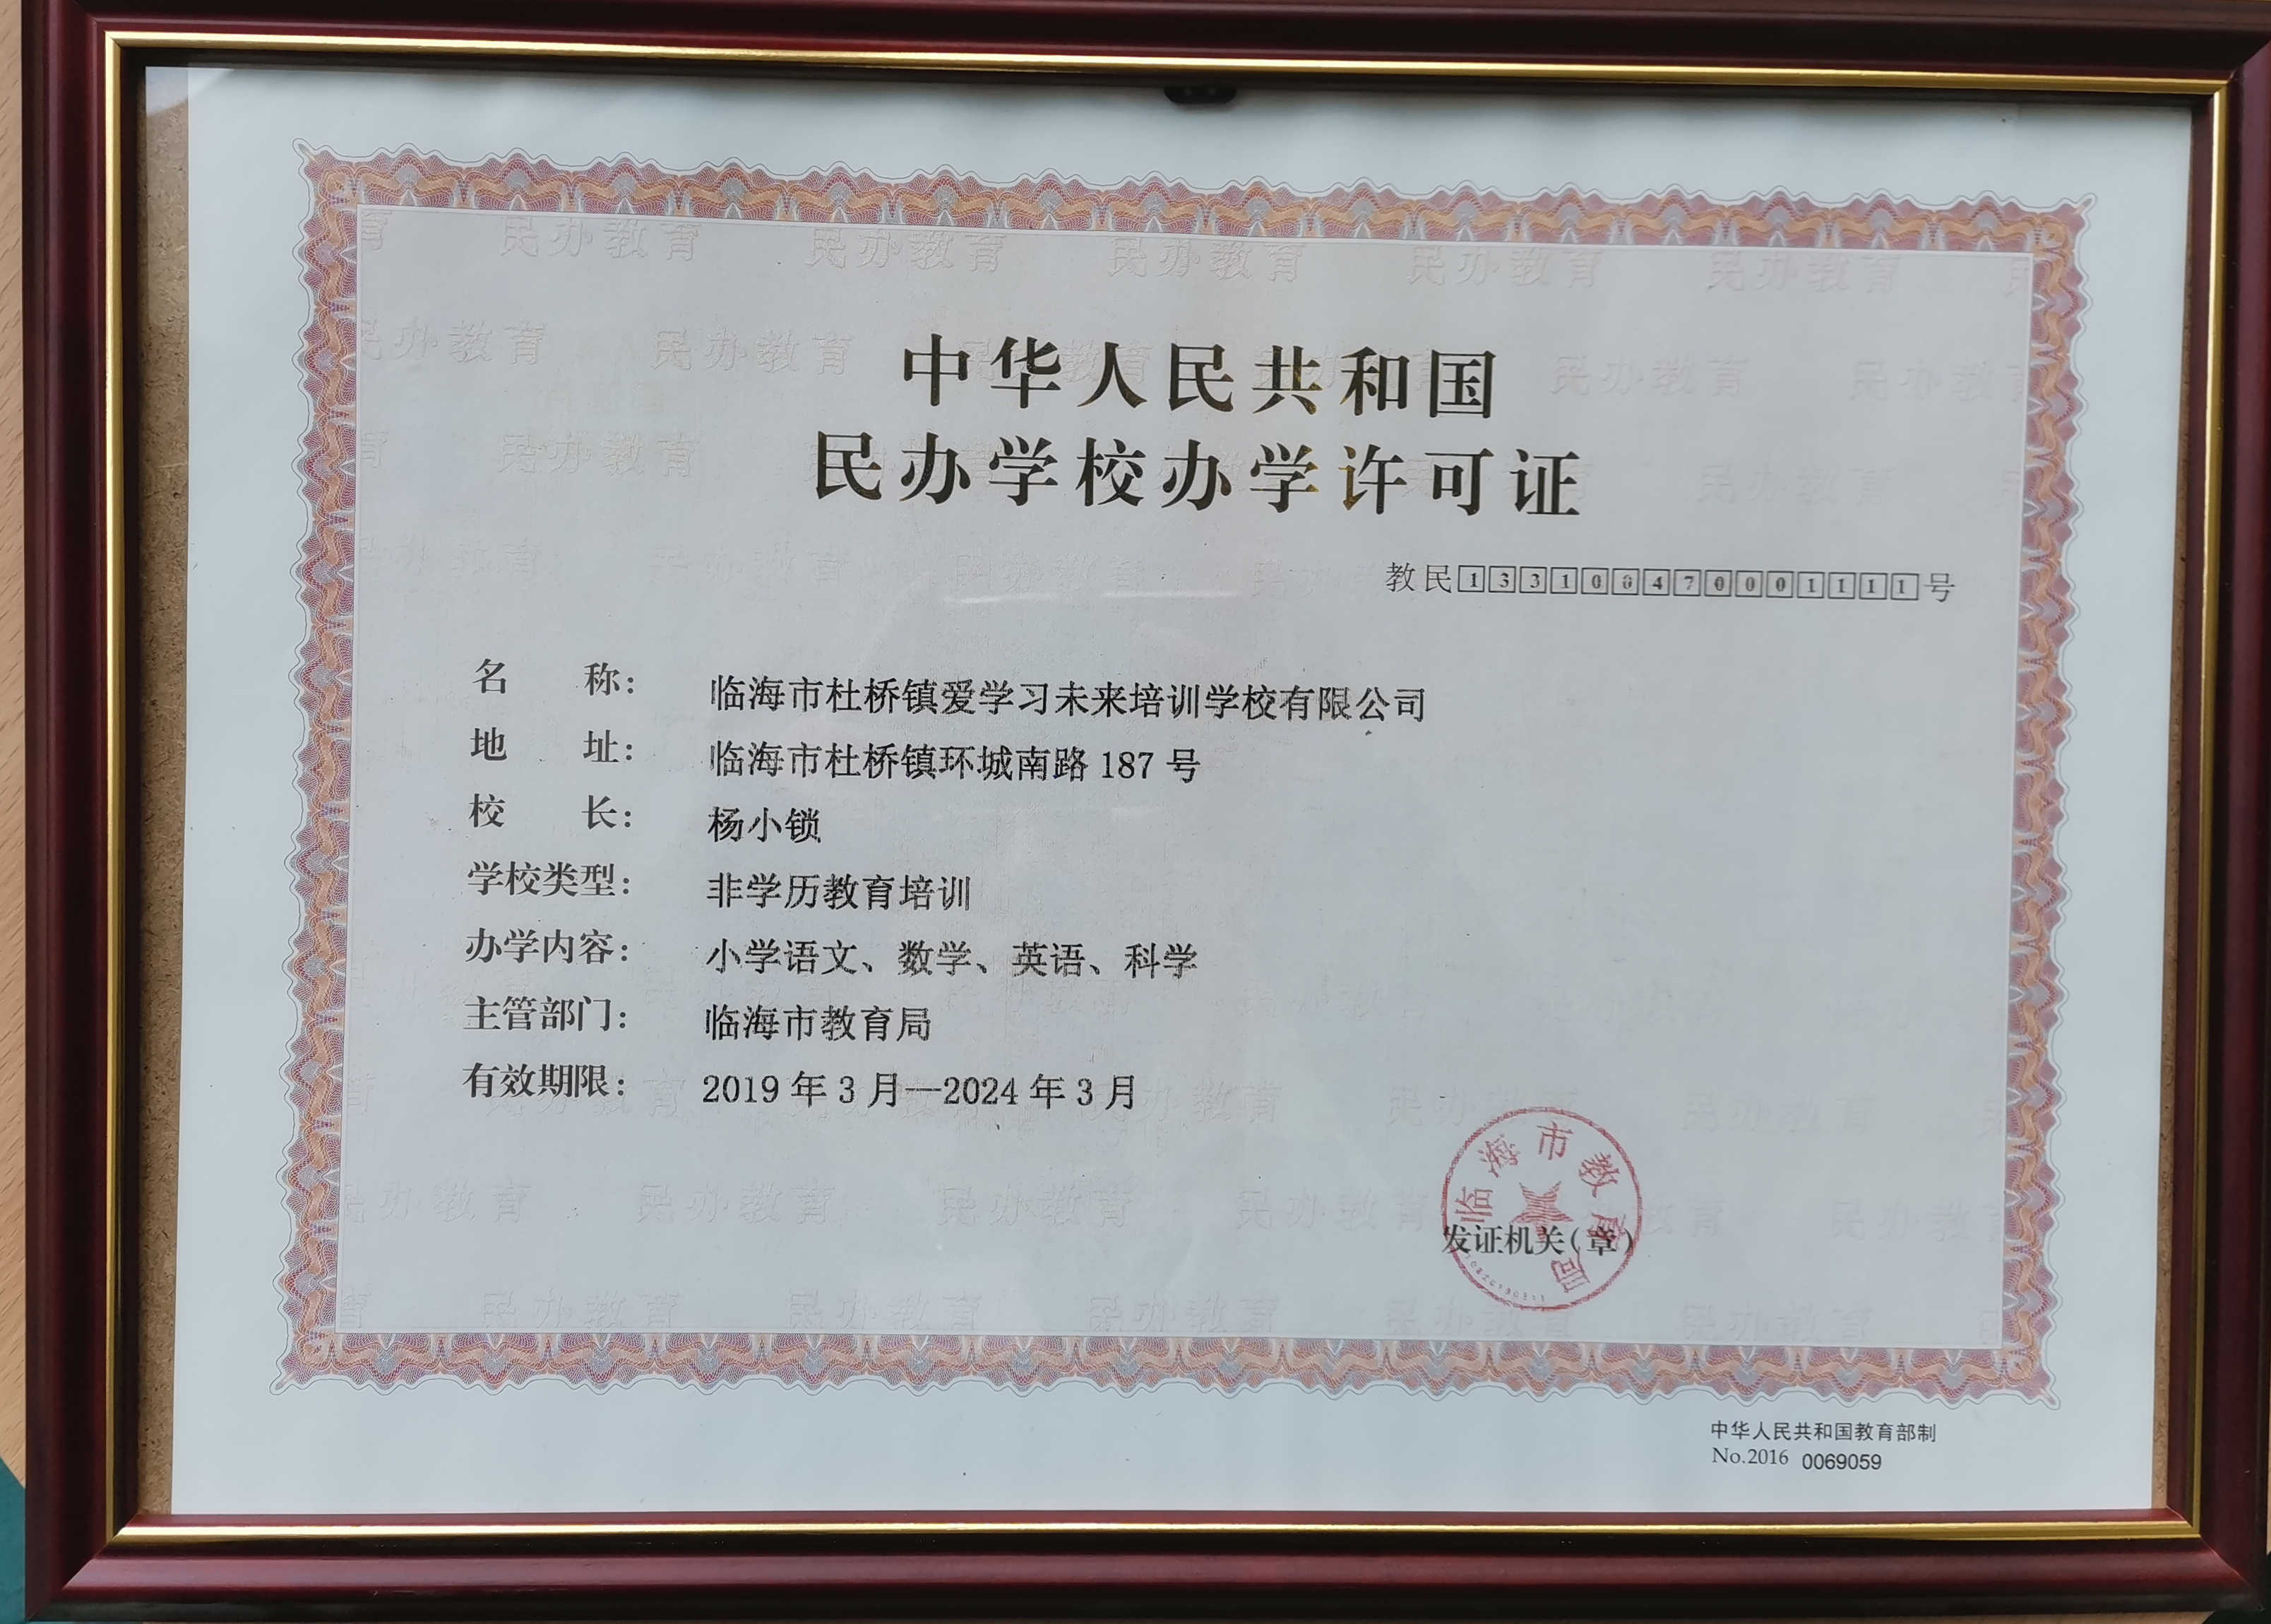 中华人民共和国
民办学校办学许可证
教民133100470001111号
名称：临海市杜桥镇爱学习未来培训学校有限公司
地址：临海市杜桥镇环城南路187号
校长：杨小锁
学校类型：非学历教育培训
办学内容：小学语文、数学、英语、科学
主管部门：临海市教育局
有效期限：2019年3月—2024年3月
临海市教育局
发证机关（章）
中华人民共和国教育部制
No.2016 0069059